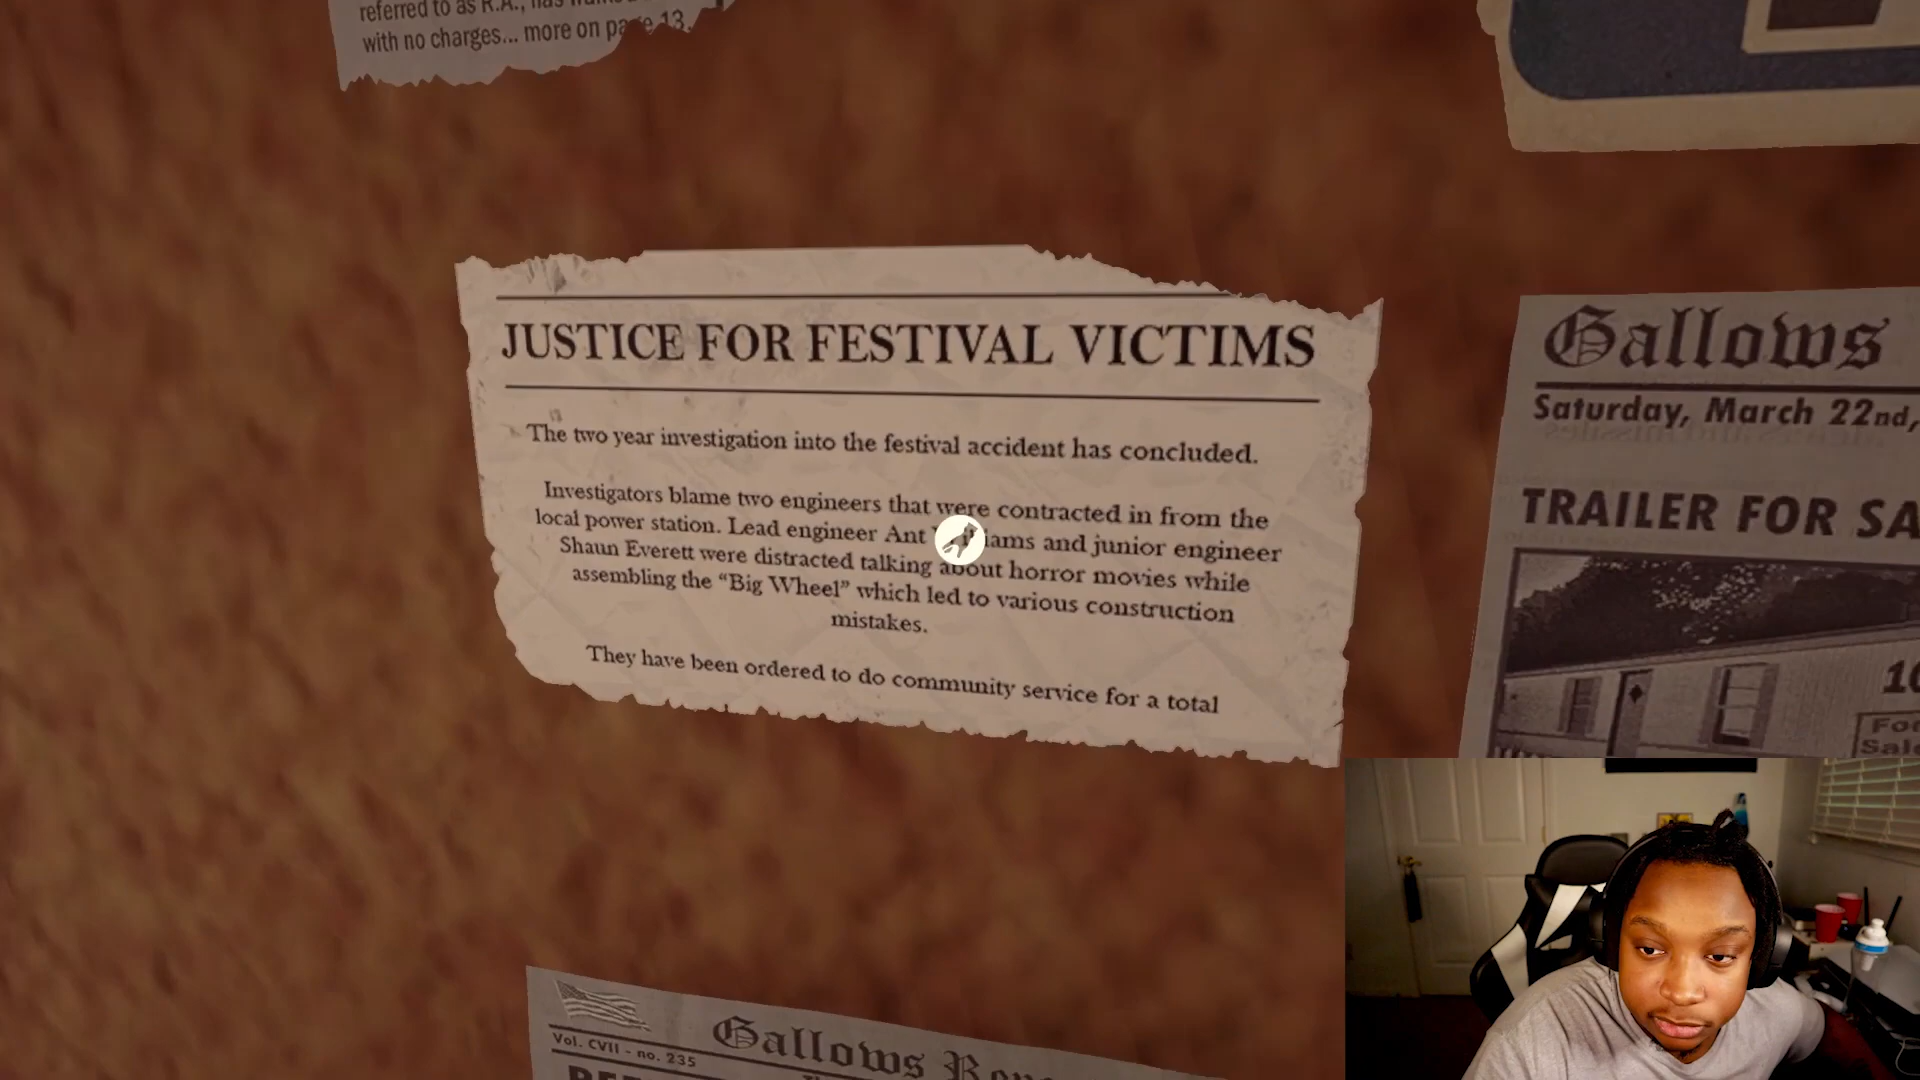 referred to as R.A., has
with no charges... more on page 13.
JUSTICE FOR FESTIVAL VICTIMS
The two year investigation into the festival accident has concluded.
Investigators blame two engineers that were contracted in from the
local power station. Lead engineer Ant iams and junior engineer
Shaun Everett were distracted talking about horror movies while
assembling the “Big Wheel” which led to various construction
mistakes.
They have been ordered to do community service for a total
Gallows
Saturday, March 22nd,
TRAILER FOR SA
10
For
Sale
Gallows
Vol. CVII - no. 235